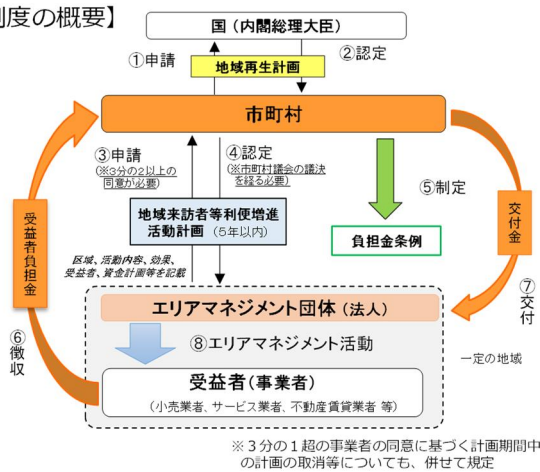 制度の概要】
国（内閣総理大臣）
①申請
②認定
地域再生計画
市町村
③申請
（※3分の2以上の
同意が必要）
④認定
（※市町村議会の議決
を経る必要）
⑤制定
地域来訪者等利便増進
活動計画（5年以内）
負担金条例
区域、活動内容、効果、
受益者、資金計画等を記載
受益者負担金
⑥徴収
交付金
⑦交付
エリアマネジメント団体（法人）
⑧エリアマネジメント活動
一定の地域
受益者（事業者）
（小売業者、サービス業者、不動産賃貸業者 等）
※３分の１超の事業者の同意に基づく計画期間中
の計画の取消等についても、併せて規定